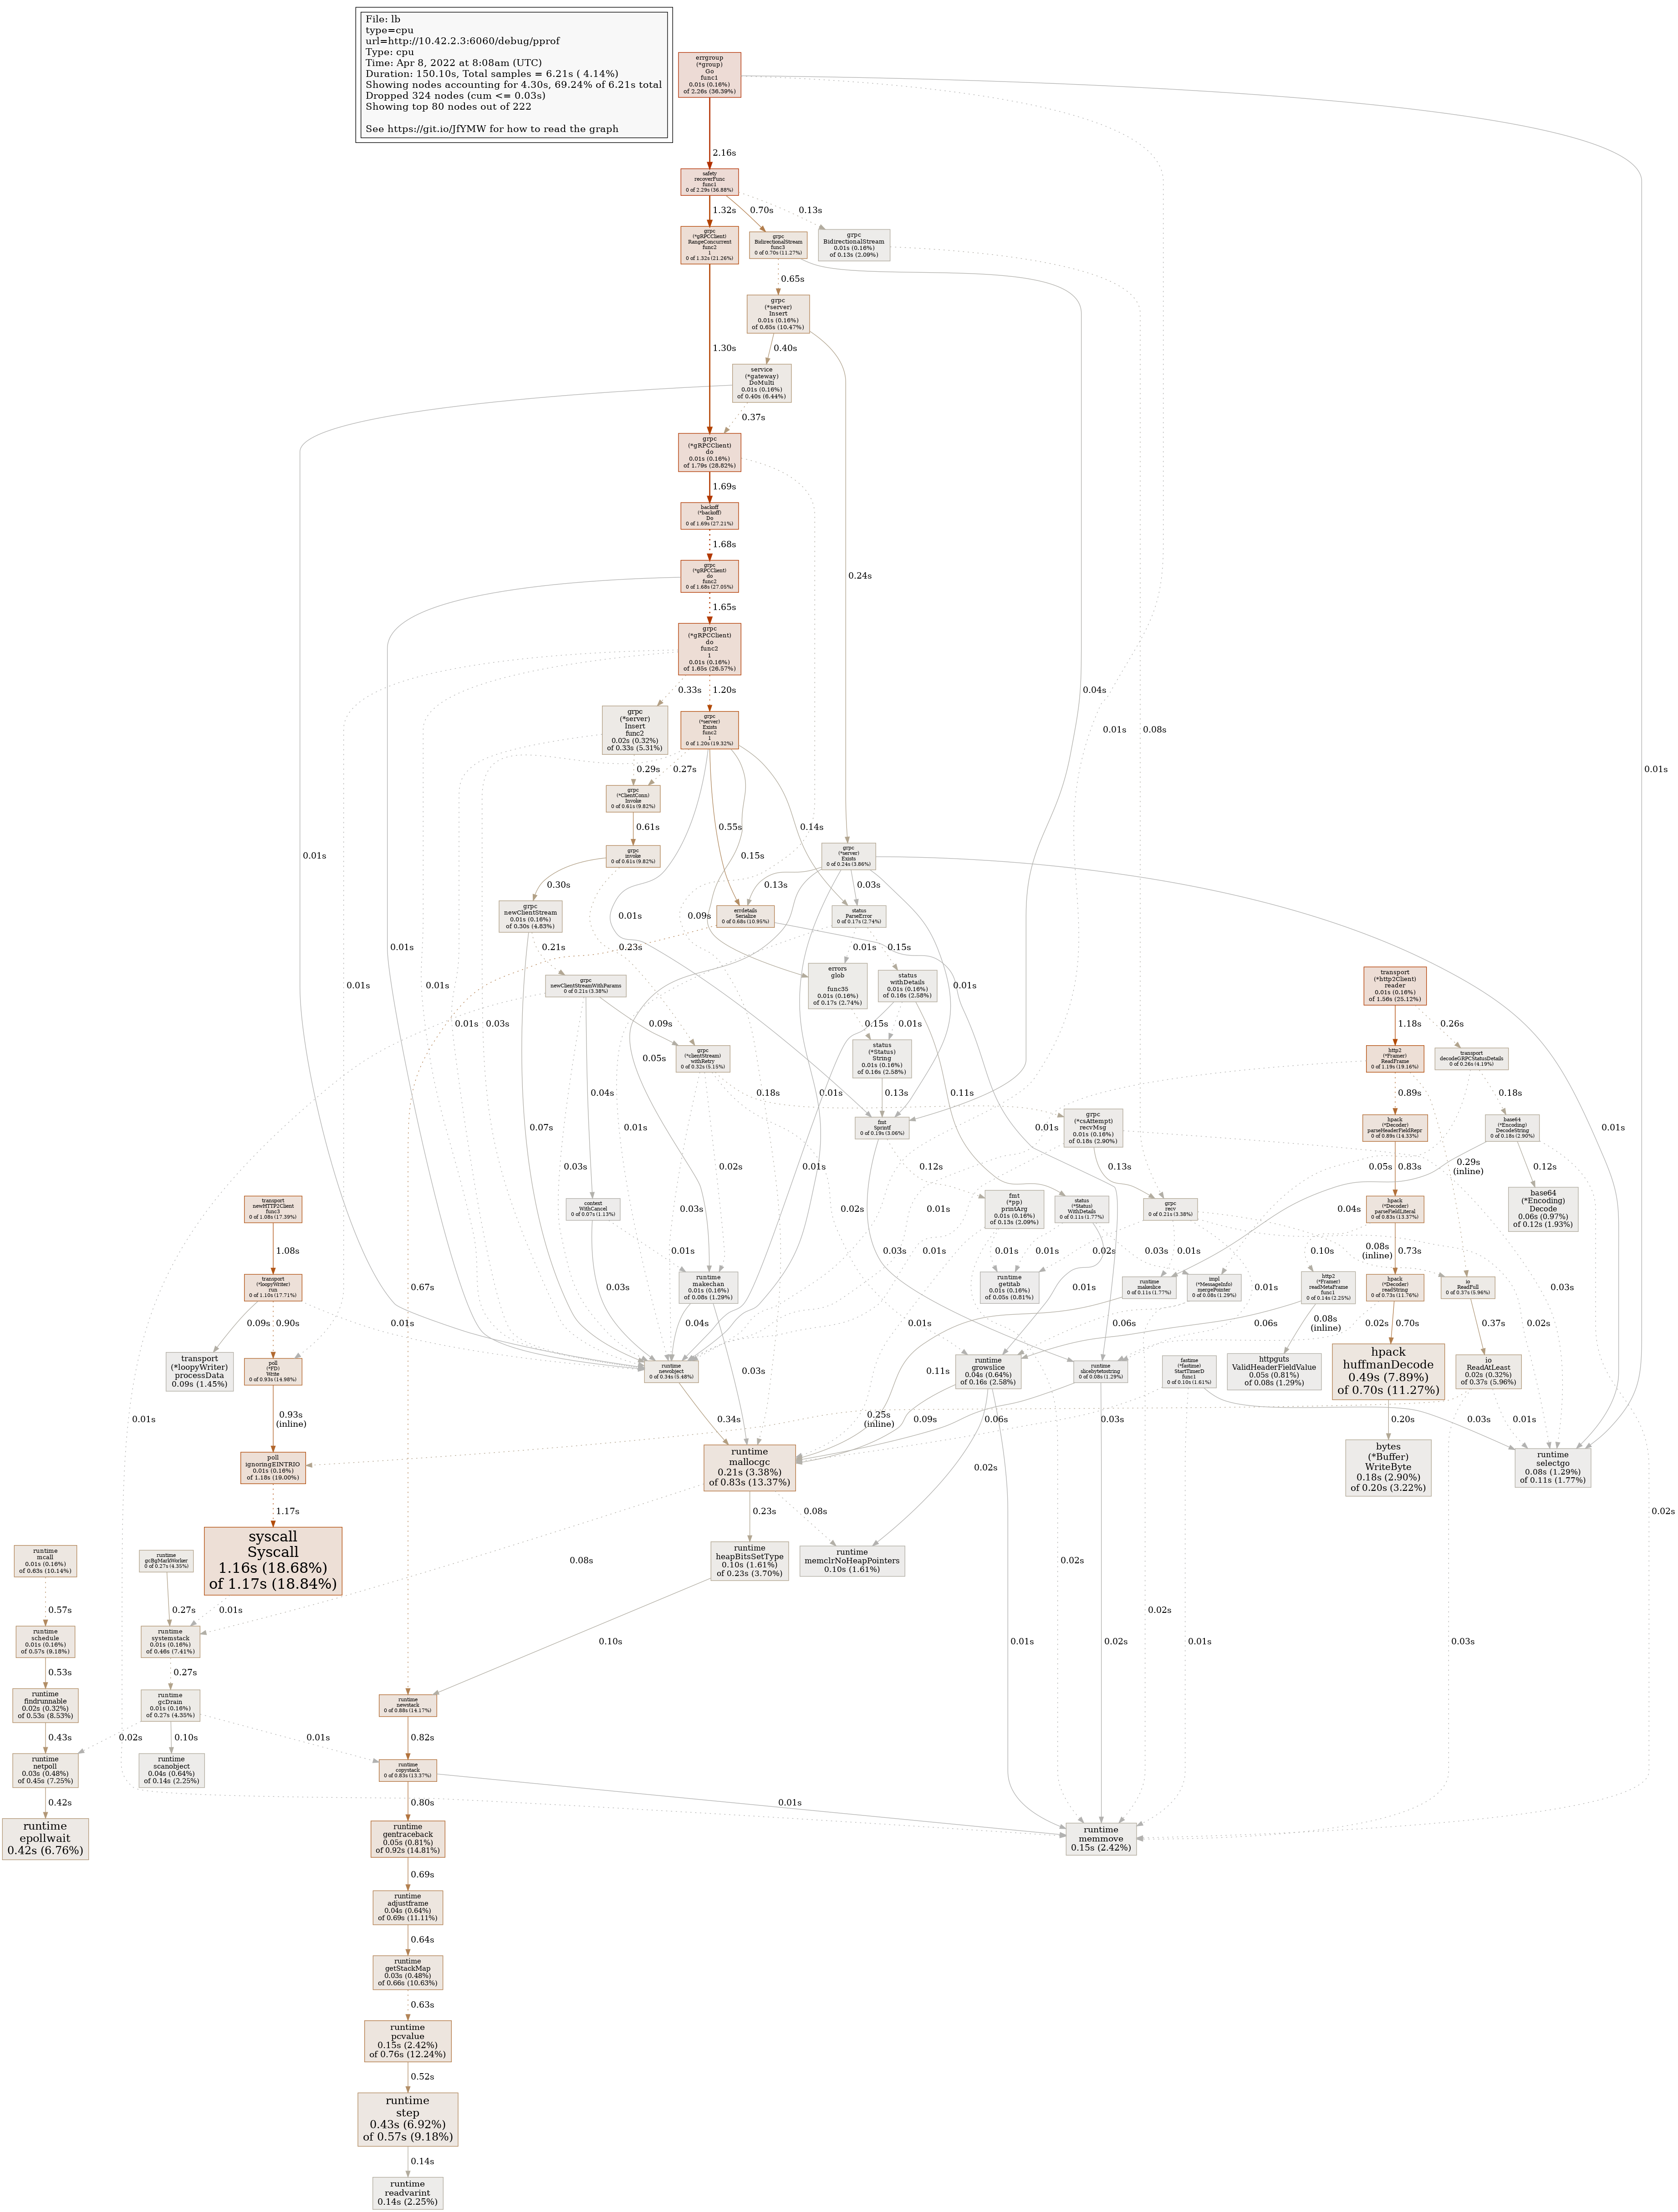 File: lb
type=cpu
url=http://10.42.2.3:6060/debug/pprof
Type: cpu
Time: Apr 8, 2022 at 8:08am (UTC)
Duration: 150.10s, Total samples = 6.21s ( 4.14%)
Showing nodes accounting for 4.30s, 69.24% of 6.21s total
Dropped 324 nodes (cum <= 0.03s)
Showing top 80 nodes out of 222
See https://git.io/JfYMW for how to read the graph
errgroup
(*group)
Go
func1
0.01s (0.16%)
of 2.26s (36.39%)
2.16s
safety
recoverFunc
func1
0 of 2.29s (36.88%)
1.32s
0.70s
0.13s
grpc
(*gRPCClient)
RangeConcurrent
func2
1
0 of 1.32s (21.26%)
grpc
BidirectionalStream
func3
0 of 0.70s (11.27%)
grpc
BidirectionalStream
0.01s (0.16%)
of 0.13s (2.09%)
0.65s
grpc
(*server)
Insert
0.01s (0.16%)
of 0.65s (10.47%)
1.30s
0.40s
service
(*gateway)
DoMulti
0.01s (0.16%)
of 0.40s (6.44%)
0.37s
grpc
(*gRPCClient)
do
0.01s (0.16%)
of 1.79s (28.82%)
1.69s
backoff
(*backoff)
Do
0 of 1.69s (27.21%)
1.68s
0.24s
grpc
(*gRPCClient)
do
func2
0 of 1.68s (27.05%)
1.65s
grpc
(*gRPCClient)
do
func2
1
0.01s (0.16%)
of 1.65s (26.57%)
0.33s
1.20s
0.04s
grpc
(*server)
Insert
func2
0.02s (0.32%)
of 0.33s (5.31%)
grpc
(*server)
Exists
func2
1
0 of 1.20s (19.32%)
0.01s
0.08s
0.29s
0.27s
0.01s
grpc
(*ClientConn)
Invoke
0 of 0.61s (9.82%)
0.61s
0.55s
0.14s
0.01s
0.15s
grpc
invoke
0 of 0.61s (9.82%)
grpc
(*server)
Exists
0 of 0.24s (3.86%)
0.30s
0.13s
0.03s
grpc
newClientStream
0.01s (0.16%)
of 0.30s (4.83%)
0.01s
0.09s
errdetails
Serialize
0 of 0.68s (10.95%)
status
ParseError
0 of 0.17s (2.74%)
0.01s
0.21s
0.23s
0.01s
0.15s
grpc
newClientStreamWithParams
0 of 0.21s (3.38%)
errors
glob
func35
0.01s (0.16%)
of 0.17s (2.74%)
status
withDetails
0.01s (0.16%)
of 0.16s (2.58%)
0.01s
transport
(*http2Client)
reader
0.01s (0.16%)
of 1.56s (25.12%)
0.01s
0.01s
0.01s
0.03s
0.09s
0.15s
0.01s
1.18s
0.26s
grpc
(*clientStream)
withRetry
0 of 0.32s (5.15%)
0.05s
status
(*Status)
String
0.01s (0.16%)
of 0.16s (2.58%)
http2
(*Framer)
ReadFrame
0 of 1.19s (19.16%)
transport
decodeGRPCStatusDetails
0 of 0.26s (4.19%)
0.04s
0.18s
0.01s
0.13s
0.11s
0.89s
0.18s
0.07s
0.01s
fmt
Sprintf
0 of 0.19s (3.06%)
grpc
(*csAttempt)
recvMsg
0.01s (0.16%)
of 0.18s (2.90%)
0.01s
hpack
(*Decoder)
parseHeaderFieldRepr
0 of 0.89s (14.33%)
base64
(*Encoding)
DecodeString
0 of 0.18s (2.90%)
0.01s
0.03s
0.02s
0.01s
0.12s
0.13s
0.05s
0.83s
0.29s
(inline)
0.12s
transport
newHTTP2Client
func3
0 of 1.08s (17.39%)
context
WithCancel
0 of 0.07s (1.13%)
fmt
(*pp)
printArg
0.01s (0.16%)
of 0.13s (2.09%)
status
(*Status)
WithDetails
0 of 0.11s (1.77%)
grpc
recv
0 of 0.21s (3.38%)
0.04s
hpack
(*Decoder)
parseFieldLiteral
0 of 0.83s (13.37%)
base64
(*Encoding)
Decode
0.06s (0.97%)
of 0.12s (1.93%)
1.08s
0.01s
0.03s
0.02s
0.03s
0.01s
0.01s
0.01s
0.02s
0.03s
0.01s
0.10s
0.08s
(inline)
0.73s
transport
(*loopyWriter)
run
0 of 1.10s (17.71%)
0.67s
0.03s
runtime
makechan
0.01s (0.16%)
of 0.08s (1.29%)
runtime
getitab
0.01s (0.16%)
of 0.05s (0.81%)
0.01s
runtime
makeslice
0 of 0.11s (1.77%)
impl
(*MessageInfo)
mergePointer
0 of 0.08s (1.29%)
0.01s
http2
(*Framer)
readMetaFrame
func1
0 of 0.14s (2.25%)
hpack
(*Decoder)
readString
0 of 0.73s (11.76%)
io
ReadFull
0 of 0.37s (5.96%)
0.03s
0.09s
0.90s
0.01s
0.04s
0.01s
0.06s
0.06s
0.08s
(inline)
0.02s
0.70s
0.37s
0.02s
transport
(*loopyWriter)
processData
0.09s (1.45%)
poll
(*FD)
Write
0 of 0.93s (14.98%)
runtime
newobject
0 of 0.34s (5.48%)
0.03s
0.11s
runtime
growslice
0.04s (0.64%)
of 0.16s (2.58%)
runtime
slicebytetostring
0 of 0.08s (1.29%)
fastime
(*fastime)
StartTimerD
func1
0 of 0.10s (1.61%)
httpguts
ValidHeaderFieldValue
0.05s (0.81%)
of 0.08s (1.29%)
hpack
huffmanDecode
0.49s (7.89%)
of 0.70s (11.27%)
io
ReadAtLeast
0.02s (0.32%)
of 0.37s (5.96%)
0.01s
0.93s
(inline)
0.34s
0.25s
(inline)
0.09s
0.06s
0.03s
0.20s
0.03s
0.01s
poll
ignoringEINTRIO
0.01s (0.16%)
of 1.18s (19.00%)
runtime
mallocgc
0.21s (3.38%)
of 0.83s (13.37%)
0.02s
bytes
(*Buffer)
WriteByte
0.18s (2.90%)
of 0.20s (3.22%)
runtime
selectgo
0.08s (1.29%)
of 0.11s (1.77%)
1.17s
0.23s
0.08s
0.02s
runtime
mcall
0.01s (0.16%)
of 0.63s (10.14%)
runtime
gcBgMarkWorker
0 of 0.27s (4.35%)
syscall
Syscall
1.16s (18.68%)
of 1.17s (18.84%)
0.08s
runtime
heapBitsSetType
0.10s (1.61%)
of 0.23s (3.70%)
runtime
memclrNoHeapPointers
0.10s (1.61%)
0.02s
0.57s
0.27s
0.01s
0.02s
runtime
schedule
0.01s (0.16%)
of 0.57s (9.18%)
runtime
systemstack
0.01s (0.16%)
of 0.46s (7.41%)
0.10s
0.01s
0.02s
0.01s
0.03s
0.53s
0.27s
runtime
findrunnable
0.02s (0.32%)
of 0.53s (8.53%)
runtime
gcDrain
0.01s (0.16%)
of 0.27s (4.35%)
runtime
newstack
0 of 0.88s (14.17%)
0.43s
0.02s
0.10s
0.01s
0.82s
runtime
netpoll
0.03s (0.48%)
of 0.45s (7.25%)
runtime
scanobject
0.04s (0.64%)
of 0.14s (2.25%)
runtime
copystack
0 of 0.83s (13.37%)
0.42s
0.80s
0.01s
runtime
epollwait
0.42s (6.76%)
runtime
gentraceback
0.05s (0.81%)
of 0.92s (14.81%)
runtime
memmove
0.15s (2.42%)
0.69s
runtime
adjustframe
0.04s (0.64%)
of 0.69s (11.11%)
0.64s
runtime
getStackMap
0.03s (0.48%)
of 0.66s (10.63%)
0.63s
runtime
pcvalue
0.15s (2.42%)
of 0.76s (12.24%)
0.52s
runtime
step
0.43s (6.92%)
of 0.57s (9.18%)
0.14s
runtime
readvarint
0.14s (2.25%)